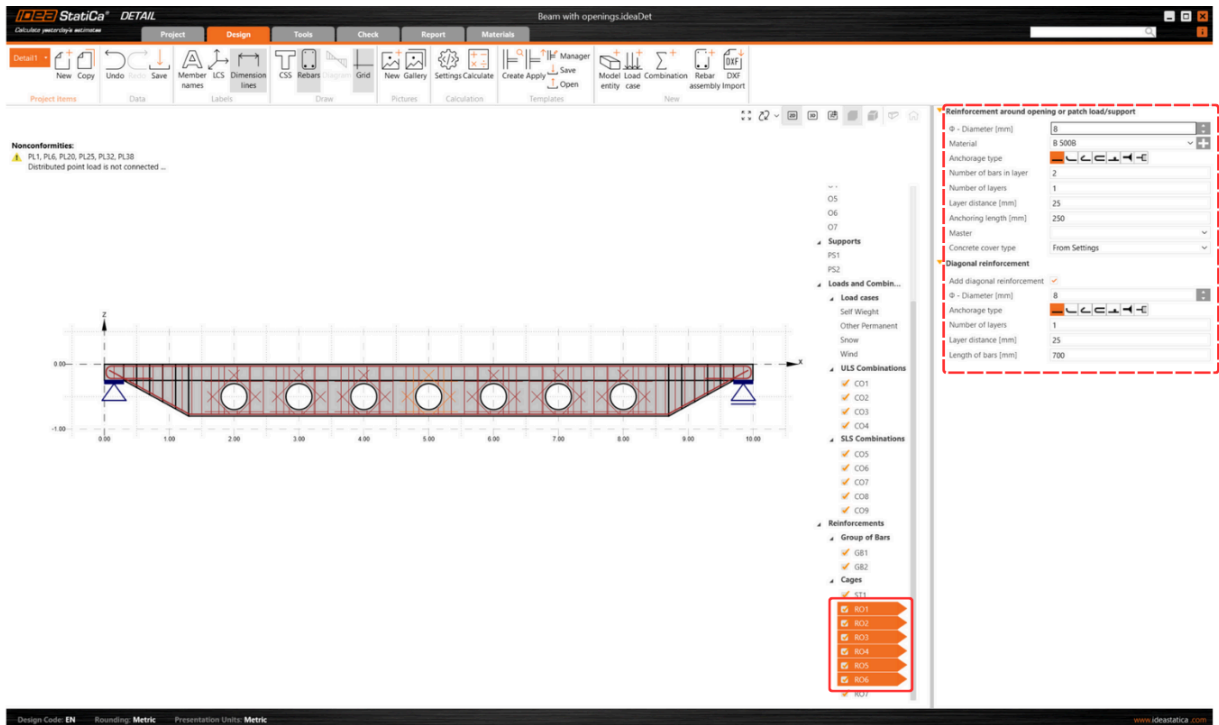 IDEA StatiCa® DETAIL
Calculate yesterday's estimates
Beam with openings.ideaDet
Project Design Tools Check Report Materials
Detail1 New Copy Undo Redo Save Member names LCS Dimension lines CSS Rebars Diagram Grid New Gallery Settings Calculate Create Apply Manager Save Open Model entity Load case Combination Rebar assembly DXF Import
Project items Data Labels Draw Pictures Calculation Templates New
Nonconformities:
PL1, PL6, PL20, PL25, PL32, PL38
Distributed point load is not connected ...
z
0.00
x
-1.00
0.00 1.00 2.00 3.00 4.00 5.00 6.00 7.00 8.00 9.00 10.00
O5
O6
O7
Supports
PS1
PS2
Loads and Combin...
Load cases
Self Wieght
Other Permanent
Snow
Wind
ULS Combinations
CO1
CO2
CO3
CO4
SLS Combinations
CO5
CO6
CO7
CO8
CO9
Reinforcements
Group of Bars
GB1
GB2
Cages
ST1
RO1
RO2
RO3
RO4
RO5
RO6
RO7
Reinforcement around opening or patch load/support
Φ - Diameter [mm] 8
Material B 500B
Anchorage type
Number of bars in layer 2
Number of layers 1
Layer distance [mm] 25
Anchoring length [mm] 250
Master
Concrete cover type From Settings
Diagonal reinforcement
Add diagonal reinforcement
Φ - Diameter [mm] 8
Anchorage type
Number of layers 1
Layer distance [mm] 25
Length of bars [mm] 700
Design Code: EN Rounding: Metric Presentation Units: Metric
www.ideastatica.com